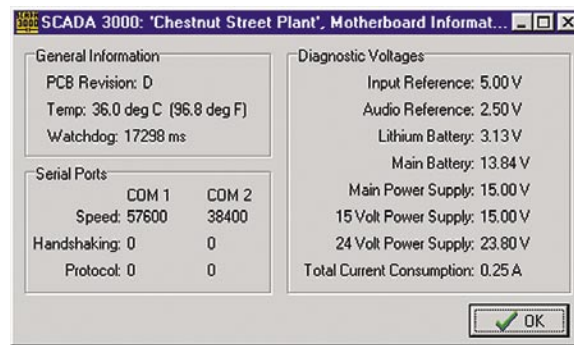 SCADA 3000
SCADA 3000: 'Chestnut Street Plant', Motherboard Informat...
General Information
PCB Revision: D
Temp: 36.0 deg C (96.8 deg F)
Watchdog: 17298 ms
Serial Ports
COM 1 COM 2
Speed: 57600 38400
Handshaking: 0 0
Protocol: 0 0
Diagnostic Voltages
Input Reference: 5.00 V
Audio Reference: 2.50 V
Lithium Battery: 3.13 V
Main Battery: 13.84 V
Main Power Supply: 15.00 V
15 Volt Power Supply: 15.00 V
24 Volt Power Supply: 23.80 V
Total Current Consumption: 0.25 A
OK